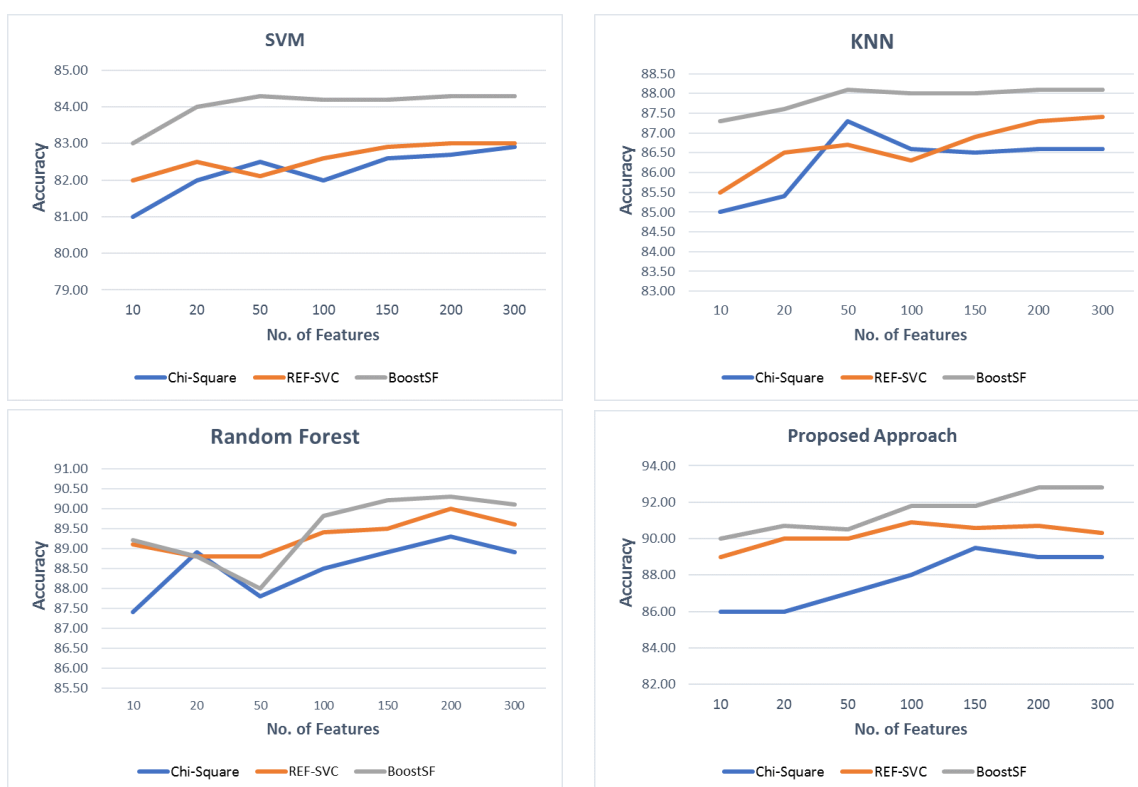 SVM
85.00
84.00
83.00
82.00
81.00
80.00
79.00
Accuracy
10 20 50 100 150 200 300
No. of Features
Chi-Square REF-SVC BoostSF
KNN
88.50
88.00
87.50
87.00
86.50
86.00
85.50
85.00
84.50
84.00
83.50
83.00
Accuracy
10 20 50 100 150 200 300
No. of Features
Chi-Square REF-SVC BoostSF
Random Forest
91.00
90.50
90.00
89.50
89.00
88.50
88.00
87.50
87.00
86.50
86.00
85.50
Accuracy
10 20 50 100 150 200 300
No. of Features
Chi-Square REF-SVC BoostSF
Proposed Approach
94.00
92.00
90.00
88.00
86.00
84.00
82.00
Accuracy
10 20 50 100 150 200 300
No. of Features
Chi-Square REF-SVC BoostSF